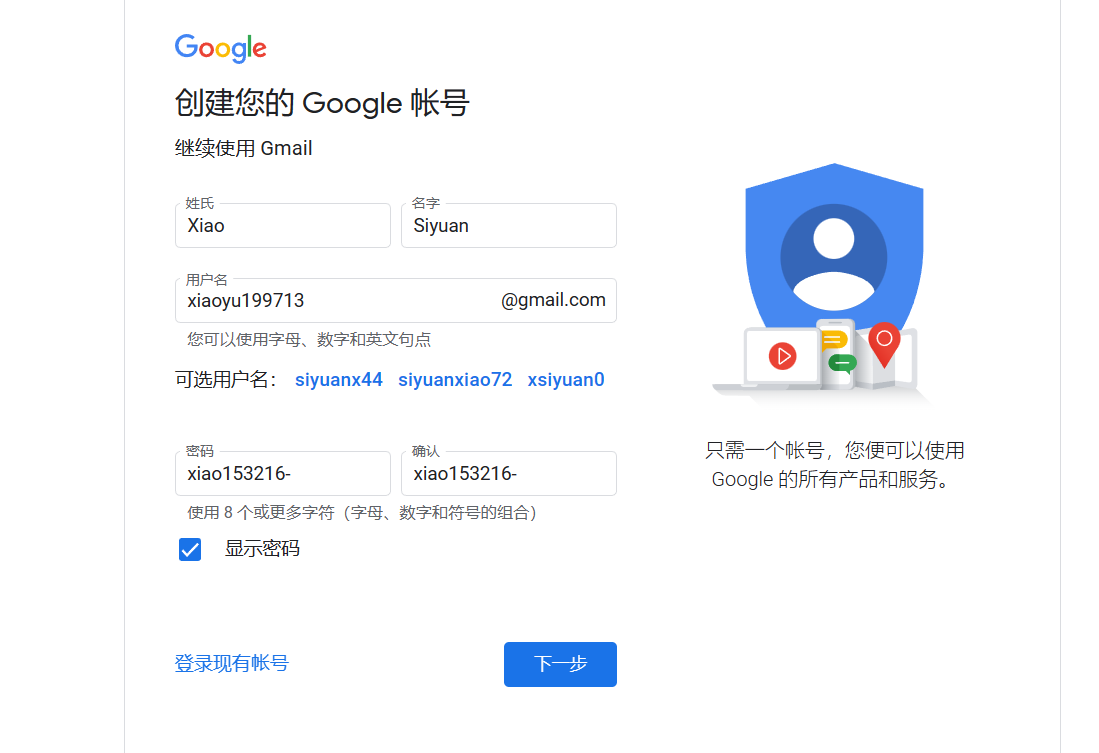 Google
创建您的 Google 帐号
继续使用 Gmail
姓氏
Xiao
名字
Siyuan
用户名
xiaoyu199713
@gmail.com
您可以使用字母、数字和英文句点
可选用户名： siyuanx44 siyuanxiao72 xsiyuan0
密码
xiao153216-
确认
xiao153216-
使用 8 个或更多字符（字母、数字和符号的组合）
显示密码
登录现有帐号
下一步
只需一个帐号，您便可以使用
Google 的所有产品和服务。